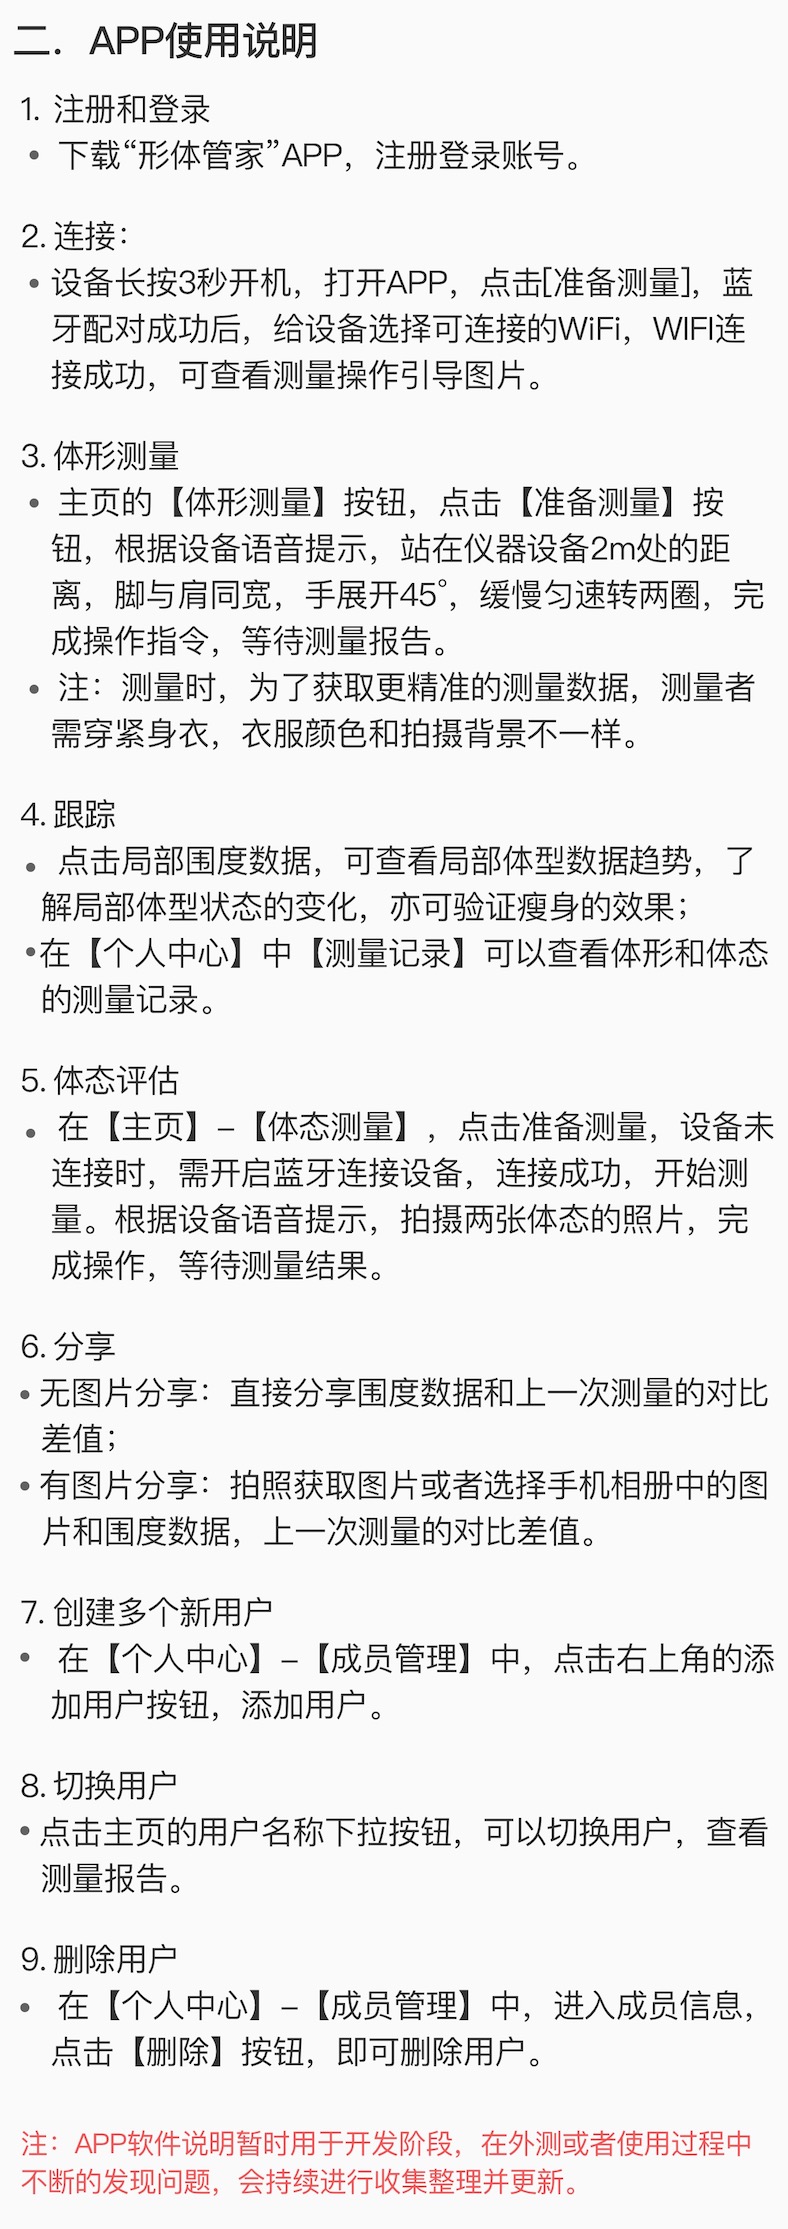 二. APP使用说明
1. 注册和登录
• 下载“形体管家”APP，注册登录账号。
2. 连接：
• 设备长按3秒开机，打开APP，点击[准备测量]，蓝
牙配对成功后，给设备选择可连接的WiFi，WIFI连
接成功，可查看测量操作引导图片。
3. 体形测量
• 主页的【体形测量】按钮，点击【准备测量】按
钮，根据设备语音提示，站在仪器设备2m处的距
离，脚与肩同宽，手展开45°，缓慢匀速转两圈，完
成操作指令，等待测量报告。
• 注：测量时，为了获取更精准的测量数据，测量者
需穿紧身衣，衣服颜色和拍摄背景不一样。
4. 跟踪
• 点击局部围度数据，可查看局部体型数据趋势，了
解局部体型状态的变化，亦可验证瘦身的效果；
•在【个人中心】中【测量记录】可以查看体形和体态
的测量记录。
5. 体态评估
• 在【主页】–【体态测量】，点击准备测量，设备未
连接时，需开启蓝牙连接设备，连接成功，开始测
量。根据设备语音提示，拍摄两张体态的照片，完
成操作，等待测量结果。
6. 分享
• 无图片分享：直接分享围度数据和上一次测量的对比
差值；
• 有图片分享：拍照获取图片或者选择手机相册中的图
片和围度数据，上一次测量的对比差值。
7. 创建多个新用户
• 在【个人中心】–【成员管理】中，点击右上角的添
加用户按钮，添加用户。
8. 切换用户
• 点击主页的用户名称下拉按钮，可以切换用户，查看
测量报告。
9. 删除用户
• 在【个人中心】–【成员管理】中，进入成员信息，
点击【删除】按钮，即可删除用户。
注：APP软件说明暂时用于开发阶段，在外测或者使用过程中
不断的发现问题，会持续进行收集整理并更新。